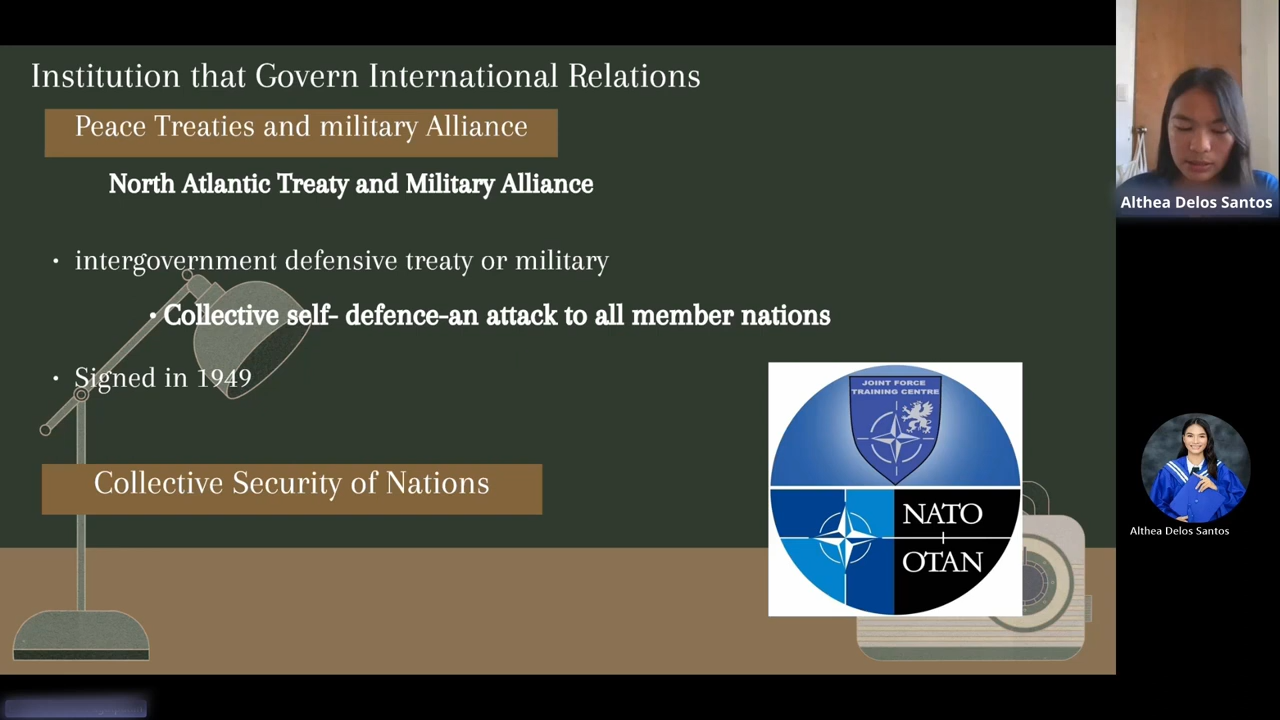 Institution that Govern International Relations
Peace Treaties and military Alliance
North Atlantic Treaty and Military Alliance
• intergovernment defensive treaty or military
• Collective self- defence-an attack to all member nations
• Signed in 1949
Collective Security of Nations
JOINT FORCE
TRAINING CENTRE
NATO
OTAN
Althea Delos Santos
Althea Delos Santos